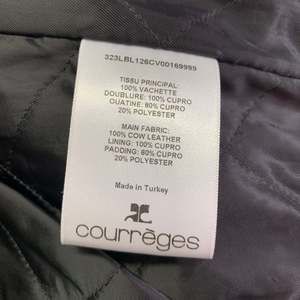 323LBL126CV00169999
TISSU PRINCIPAL:
100% VACHETTE
DOUBLURE: 100% CUPRO
OUATINE: 80% CUPRO
20% POLYESTER
MAIN FABRIC:
100% COW LEATHER
LINING: 100% CUPRO
PADDING: 80% CUPRO
20% POLYESTER
Made in Turkey
courrèges